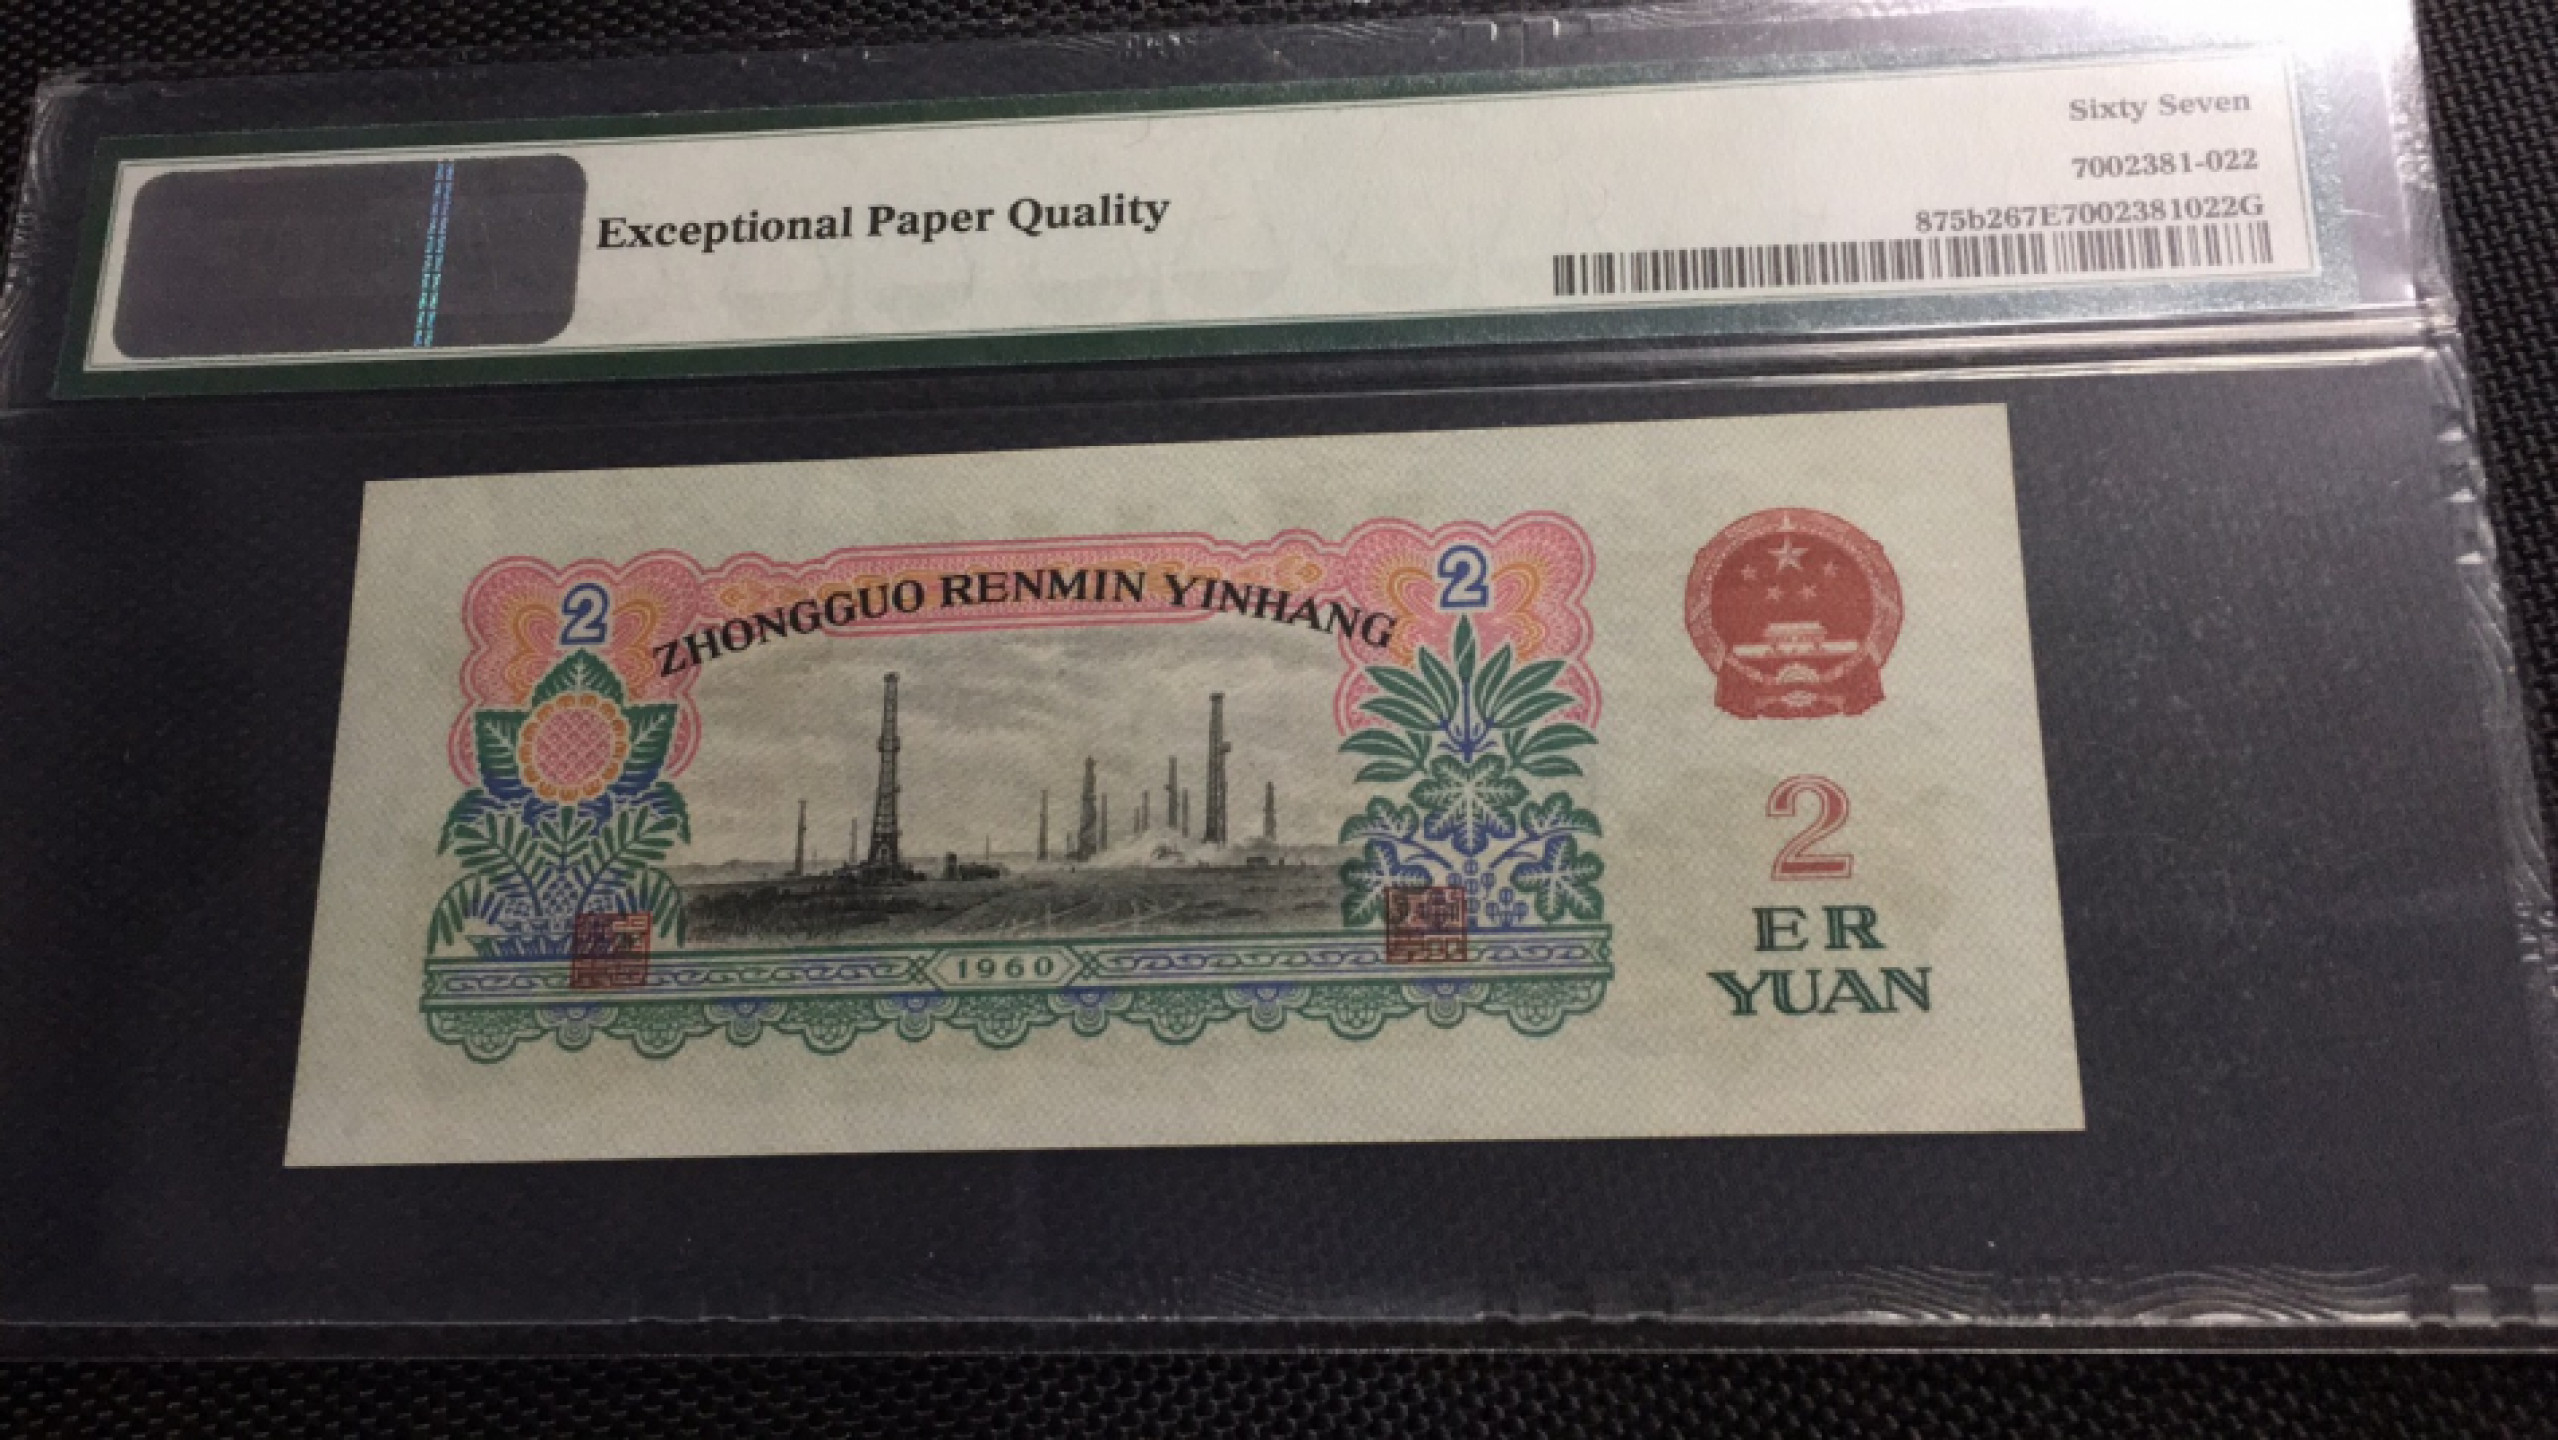 Sixty Seven
7002381-022
Exceptional Paper Quality
875b267E7002381022G
2
2
ZHONGGUO RENMIN YINHANG
2
ER
YUAN
1960